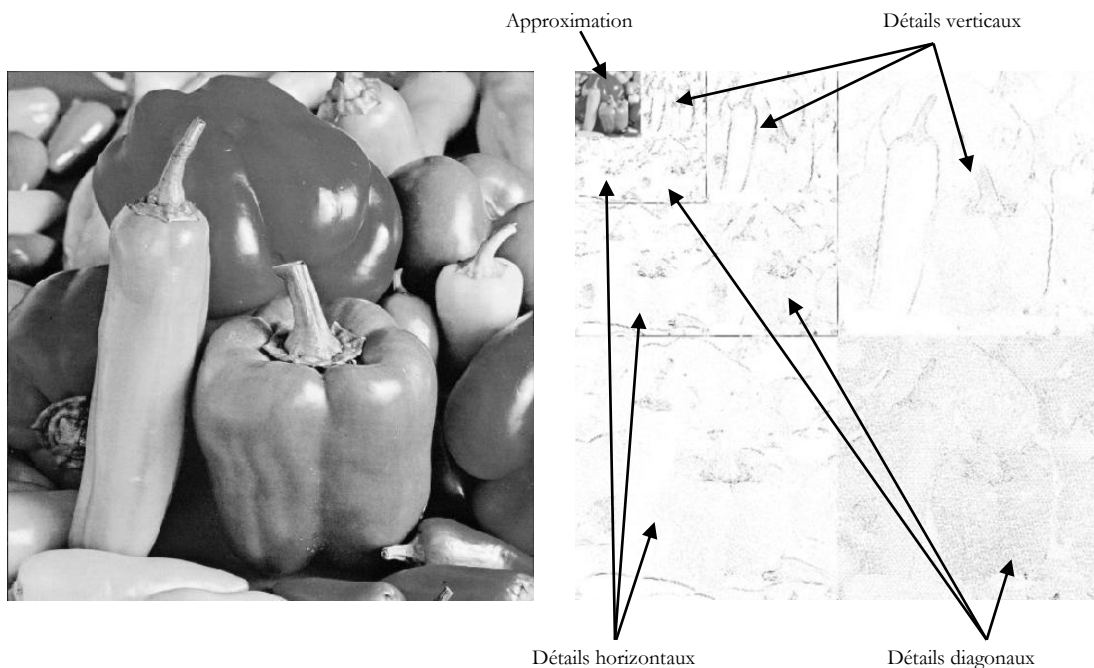 Approximation
Détails verticaux
Détails horizontaux
Détails diagonaux